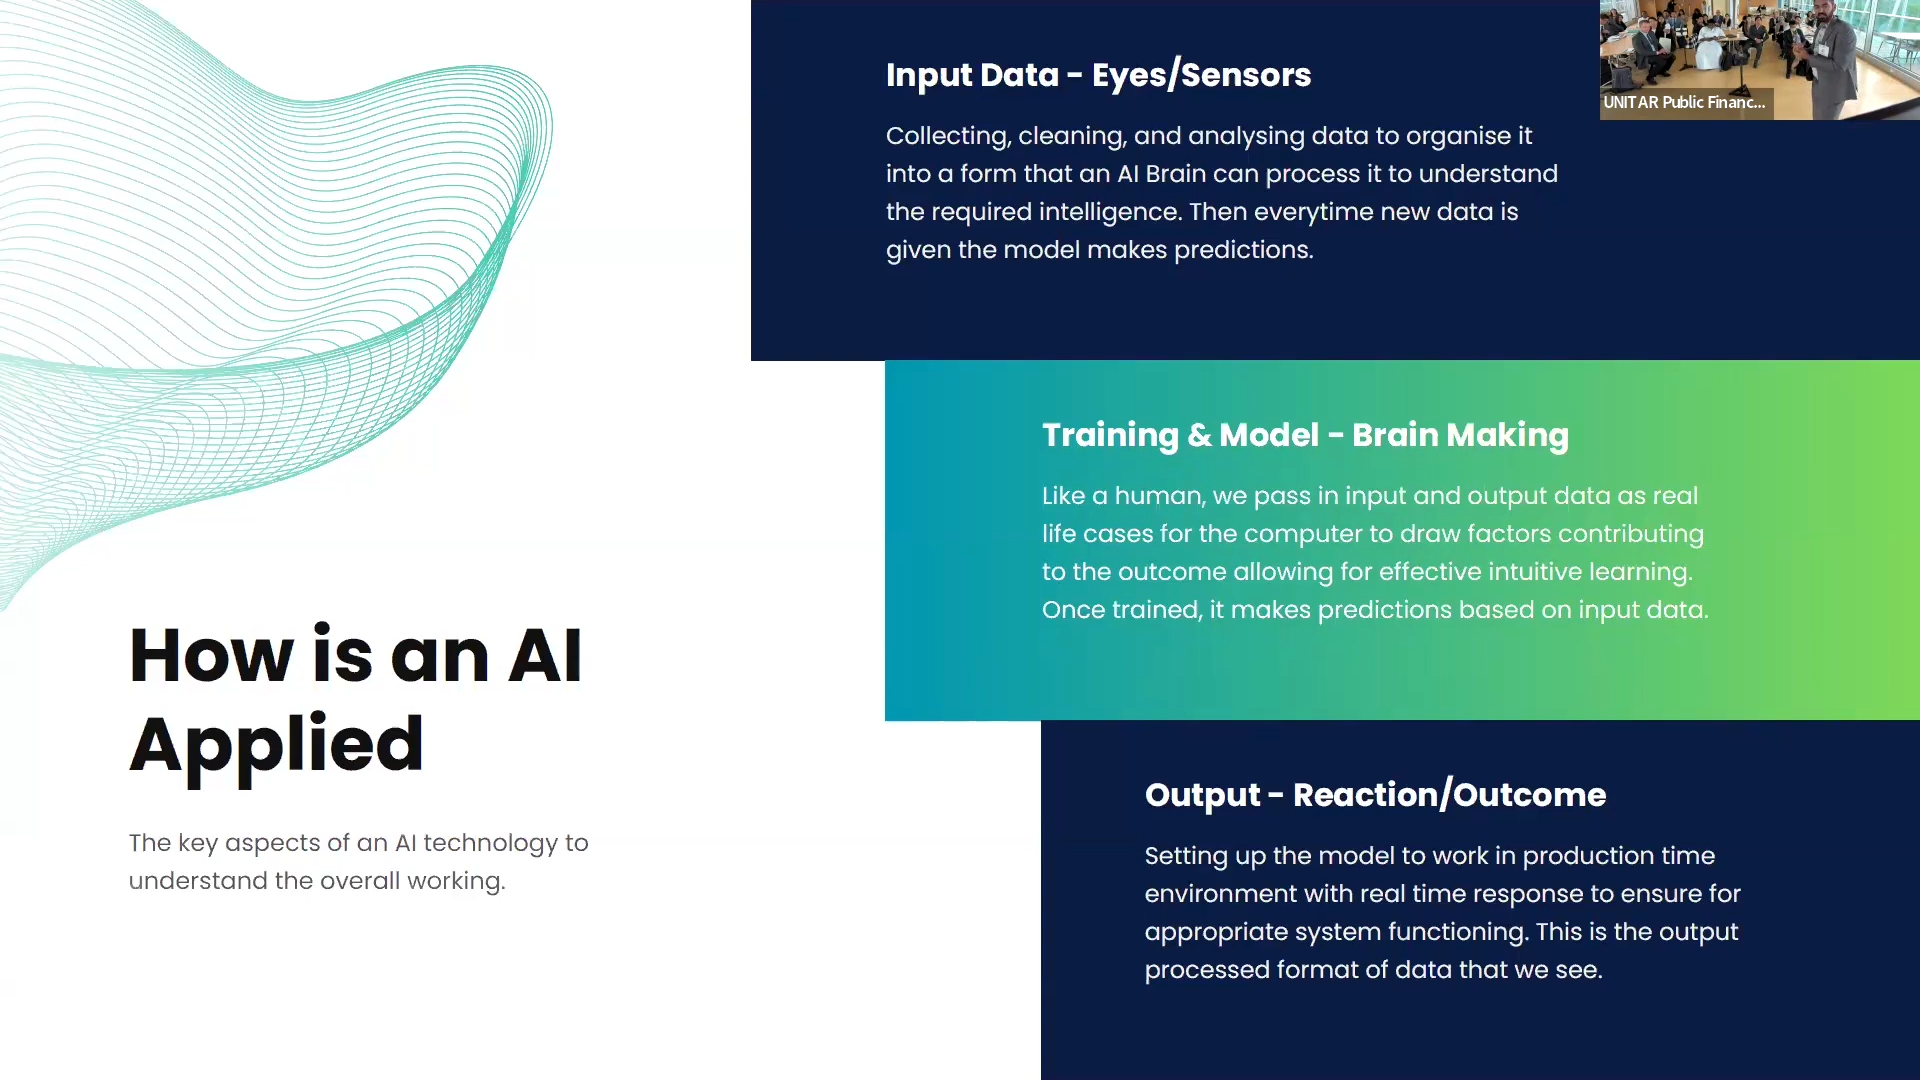 How is an AI
Applied
The key aspects of an AI technology to
understand the overall working.
Input Data - Eyes/Sensors
Collecting, cleaning, and analysing data to organise it
into a form that an AI Brain can process it to understand
the required intelligence. Then everytime new data is
given the model makes predictions.
Training & Model - Brain Making
Like a human, we pass in input and output data as real
life cases for the computer to draw factors contributing
to the outcome allowing for effective intuitive learning.
Once trained, it makes predictions based on input data.
Output - Reaction/Outcome
Setting up the model to work in production time
environment with real time response to ensure for
appropriate system functioning. This is the output
processed format of data that we see.
UNITAR Public Financ...